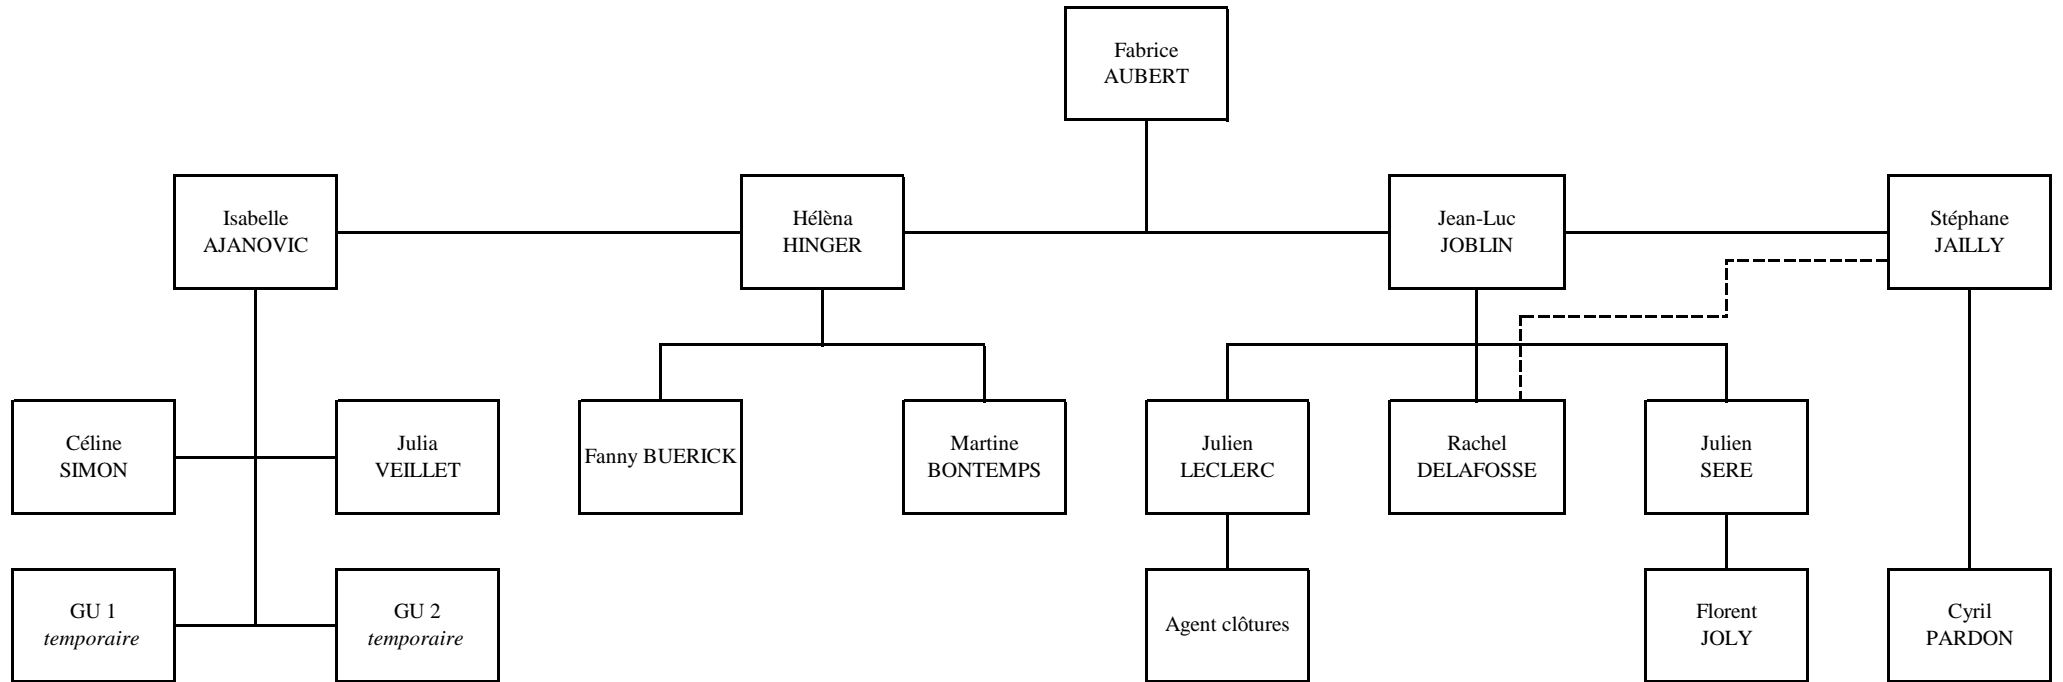 Fabrice
AUBERT
Isabelle
AJANOVIC
Hélèna
HINGER
Jean-Luc
JOBLIN
Stéphane
JAILLY
Céline
SIMON
Julia
VEILLET
Fanny BUERICK
Martine
BONTEMPS
Julien
LECLERC
Rachel
DELAFOSSE
Julien
SERE
GU 1
temporaire
GU 2
temporaire
Agent clôtures
Florent
JOLY
Cyril
PARDON